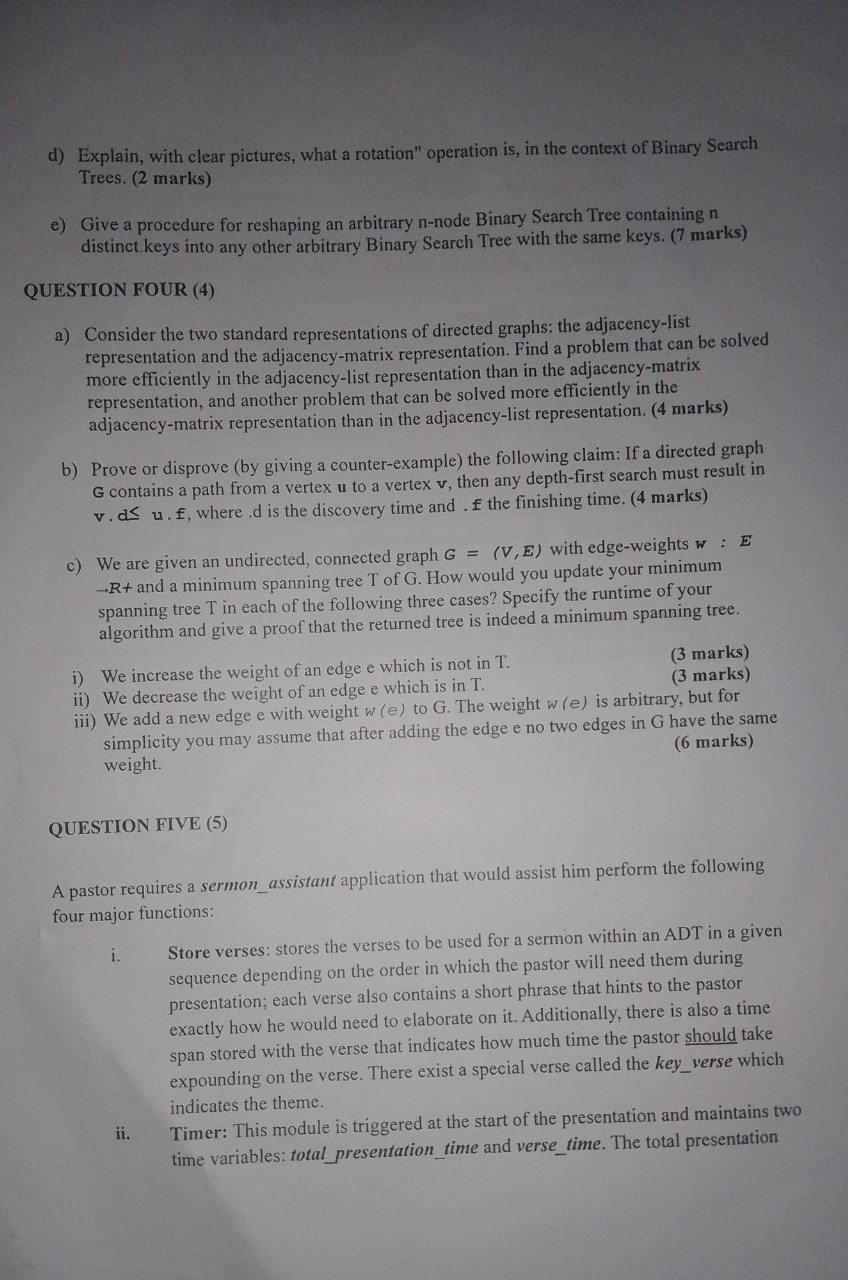 d) Explain, with clear pictures, what a rotation" operation is, in the context of Binary Search
Trees. (2 marks)
e) Give a procedure for reshaping an arbitrary n-node Binary Search Tree containing n
distinct keys into any other arbitrary Binary Search Tree with the same keys. (7 marks)
QUESTION FOUR (4)
a) Consider the two standard representations of directed graphs: the adjacency-list
representation and the adjacency-matrix representation. Find a problem that can be solved
more efficiently in the adjacency-list representation than in the adjacency-matrix
representation, and another problem that can be solved more efficiently in the
adjacency-matrix representation than in the adjacency-list representation. (4 marks)
b) Prove or disprove (by giving a counter-example) the following claim: If a directed graph
G contains a path from a vertex u to a vertex v, then any depth-first search must result in
v.d≤ u.f, where .d is the discovery time and .f the finishing time. (4 marks)
c) We are given an undirected, connected graph G = (V,E) with edge-weights w : E
→R+ and a minimum spanning tree T of G. How would you update your minimum
spanning tree T in each of the following three cases? Specify the runtime of your
algorithm and give a proof that the returned tree is indeed a minimum spanning tree.
i) We increase the weight of an edge e which is not in T. (3 marks)
ii) We decrease the weight of an edge e which is in T. (3 marks)
iii) We add a new edge e with weight w(e) to G. The weight w(e) is arbitrary, but for
simplicity you may assume that after adding the edge e no two edges in G have the same
weight. (6 marks)
QUESTION FIVE (5)
A pastor requires a sermon_assistant application that would assist him perform the following
four major functions:
i. Store verses: stores the verses to be used for a sermon within an ADT in a given
sequence depending on the order in which the pastor will need them during
presentation; each verse also contains a short phrase that hints to the pastor
exactly how he would need to elaborate on it. Additionally, there is also a time
span stored with the verse that indicates how much time the pastor should take
expounding on the verse. There exist a special verse called the key_verse which
indicates the theme.
ii. Timer: This module is triggered at the start of the presentation and maintains two
time variables: total_presentation_time and verse_time. The total presentation